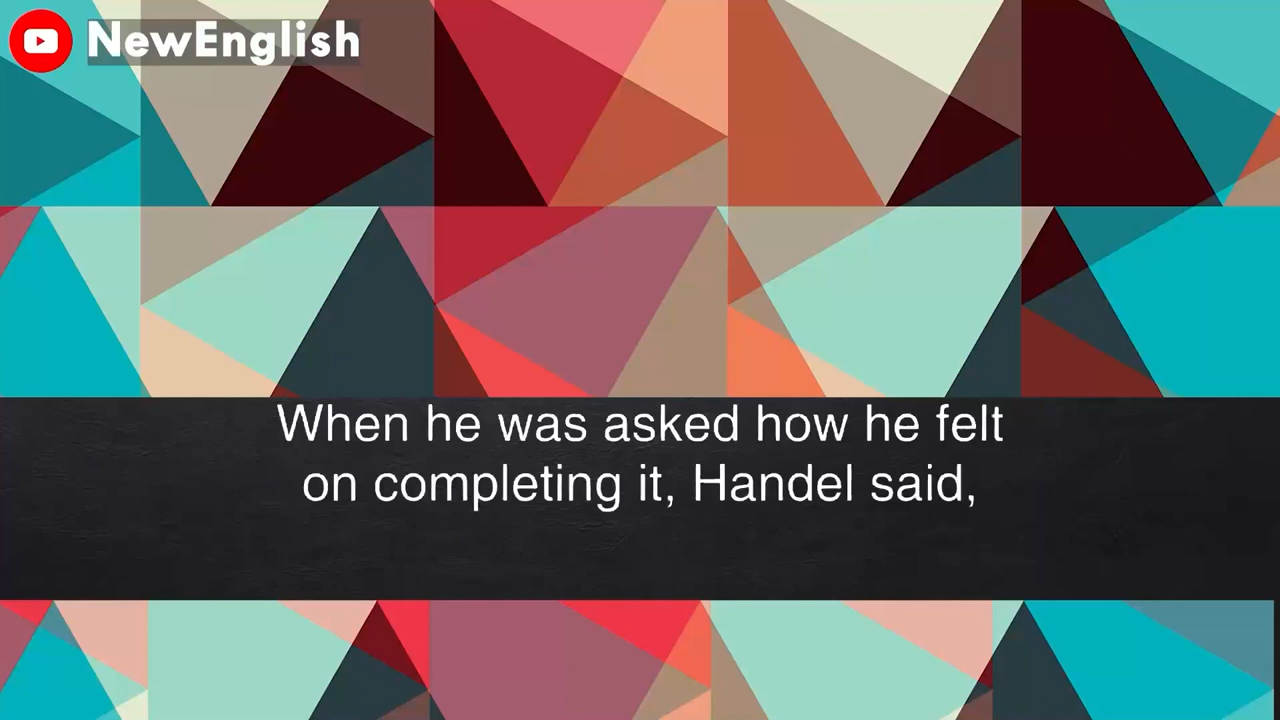 NewEnglish
When he was asked how he felt
on completing it, Handel said,